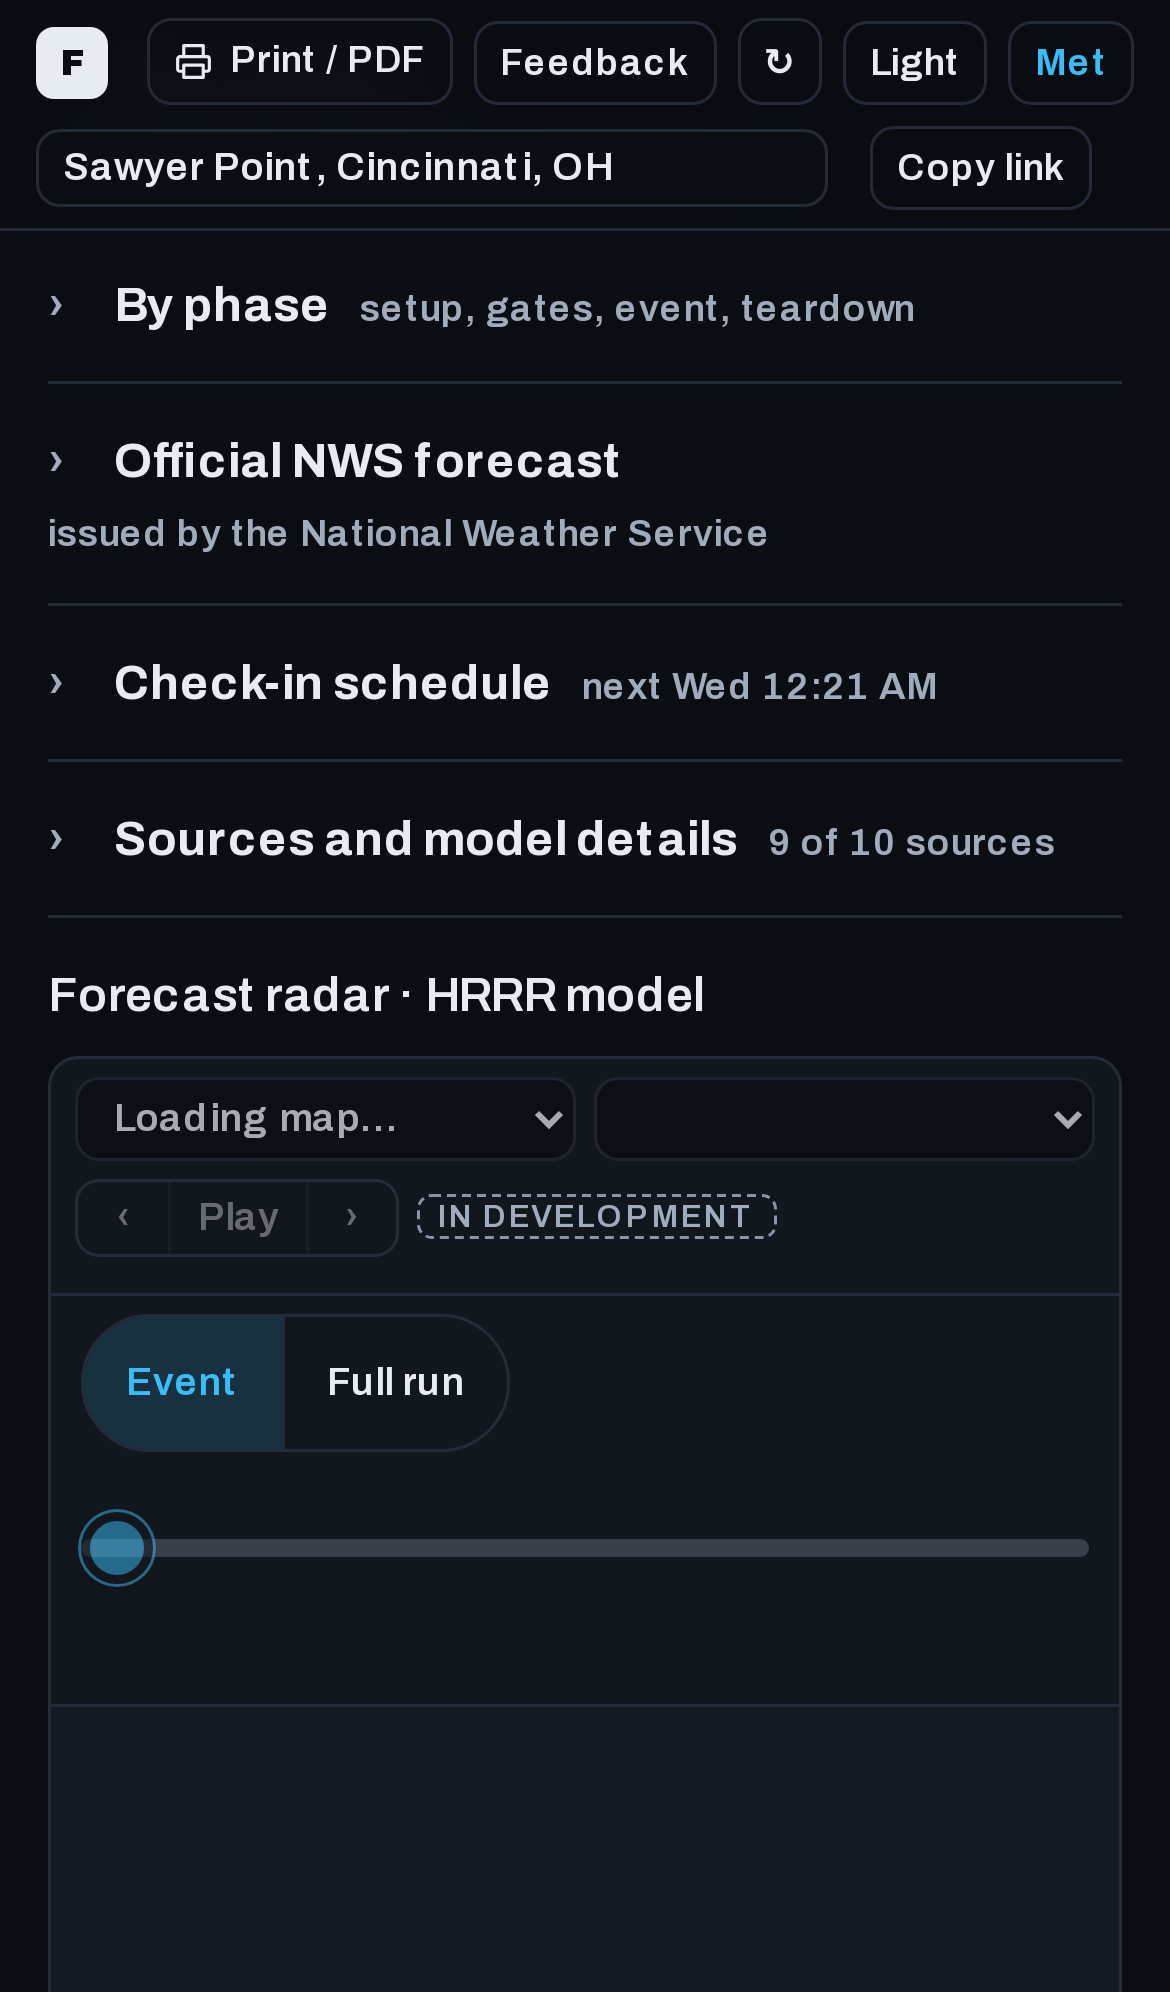 F Print / PDF Feedback ↻ Light Met
Sawyer Point, Cincinnati, OH Copy link
› By phase setup, gates, event, teardown
› Official NWS forecast
issued by the National Weather Service
› Check-in schedule next Wed 12:21 AM
› Sources and model details 9 of 10 sources
Forecast radar · HRRR model
Loading map...
‹ Play › IN DEVELOPMENT
Event Full run